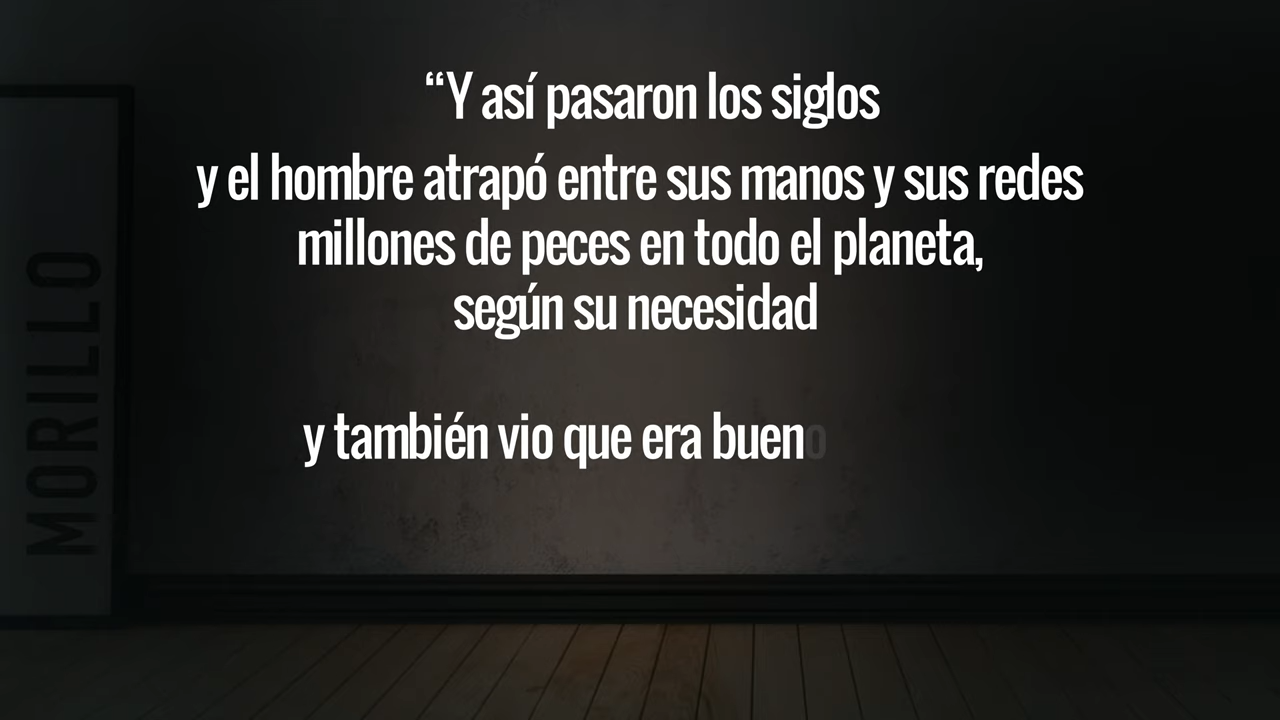 “Y así pasaron los siglos
y el hombre atrapó entre sus manos y sus redes
millones de peces en todo el planeta,
según su necesidad
y también vio que era bueno
MORILLO